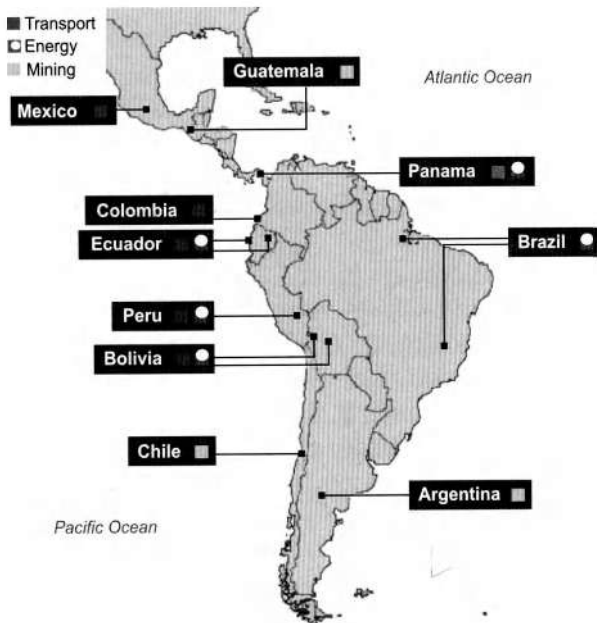 Transport
Energy
Mining
Guatemala
Atlantic Ocean
Mexico
Panama
Colombia
Ecuador
Brazil
Peru
Bolivia
Chile
Argentina
Pacific Ocean